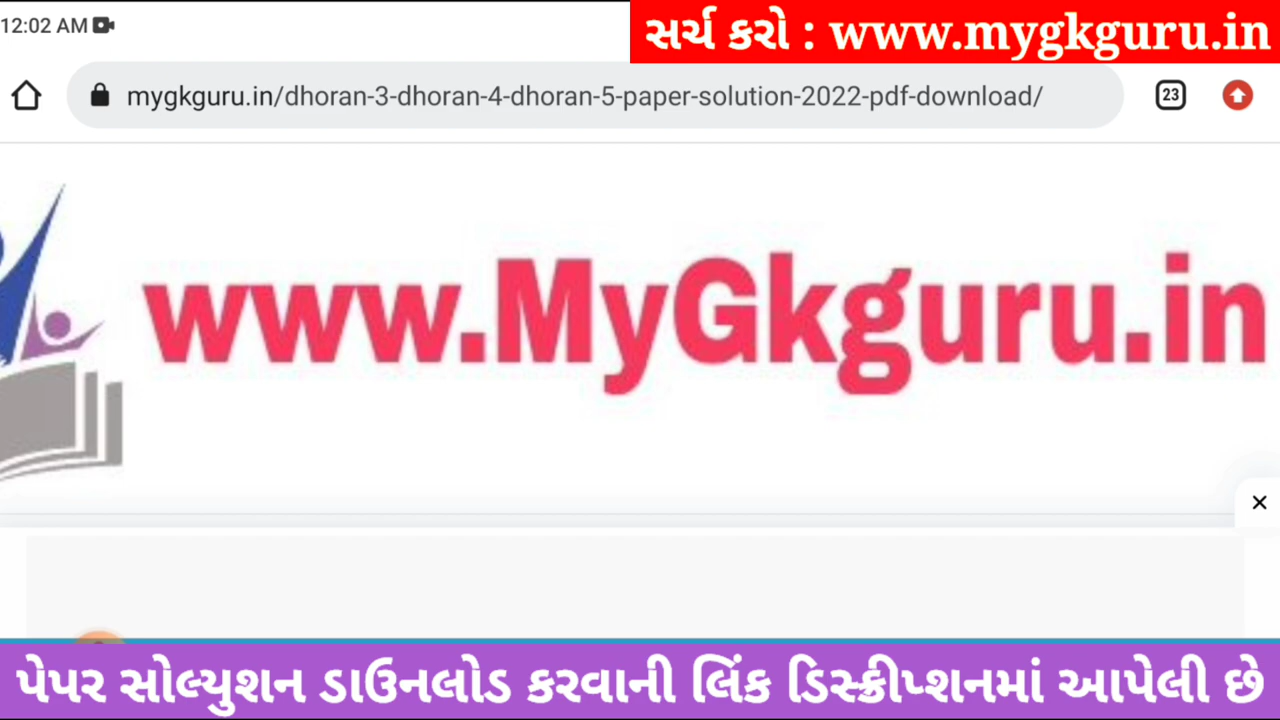 12:02 AM
સર્ચ કરો : www.mygkguru.in
mygkguru.in/dhoran-3-dhoran-4-dhoran-5-paper-solution-2022-pdf-download/
23
www.MyGkguru.in
પેપર સોલ્યુશન ડાઉનલોડ કરવાની લિંક ડિસ્ક્રીપ્શનમાં આપેલી છે